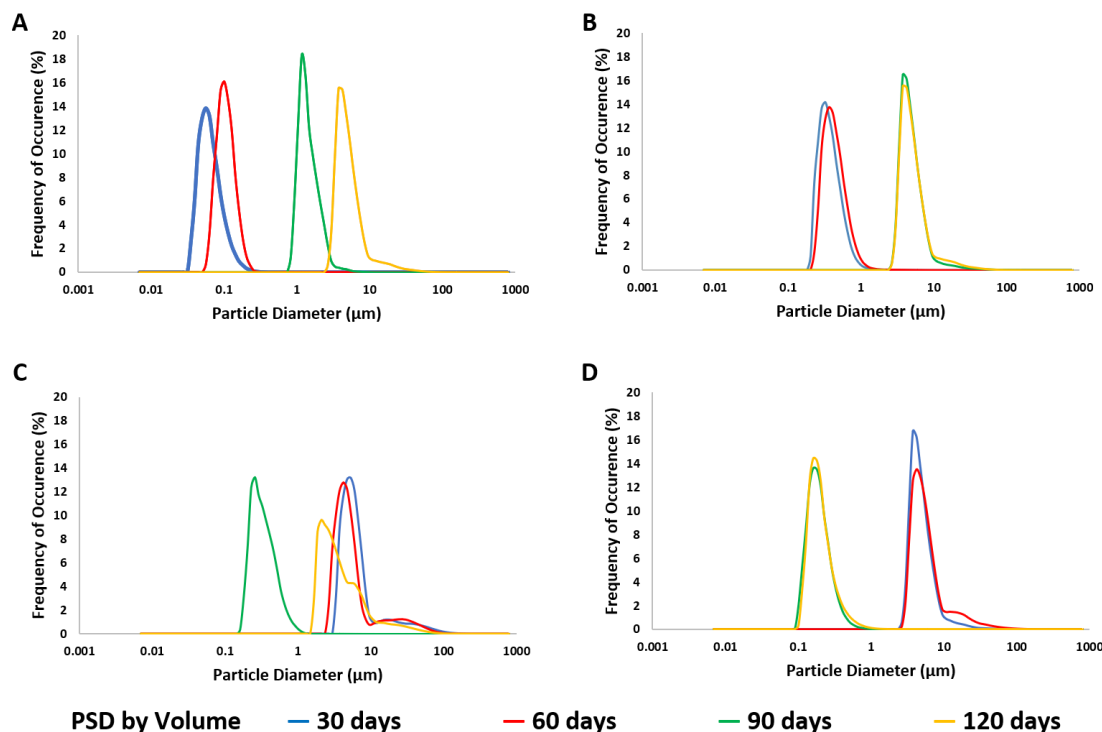 A
Frequency of Occurence (%)
20
18
16
14
12
10
8
6
4
2
0
0.001 0.01 0.1 1 10 100 1000
Particle Diameter (µm)
B
Frequency of Occurence (%)
20
18
16
14
12
10
8
6
4
2
0
0.001 0.01 0.1 1 10 100 1000
Particle Diameter (µm)
C
Frequency of Occurence (%)
20
18
16
14
12
10
8
6
4
2
0
0.001 0.01 0.1 1 10 100 1000
Particle Diameter (µm)
D
Frequency of Occurence (%)
20
18
16
14
12
10
8
6
4
2
0
0.001 0.01 0.1 1 10 100 1000
Particle Diameter (µm)
PSD by Volume 30 days 60 days 90 days 120 days